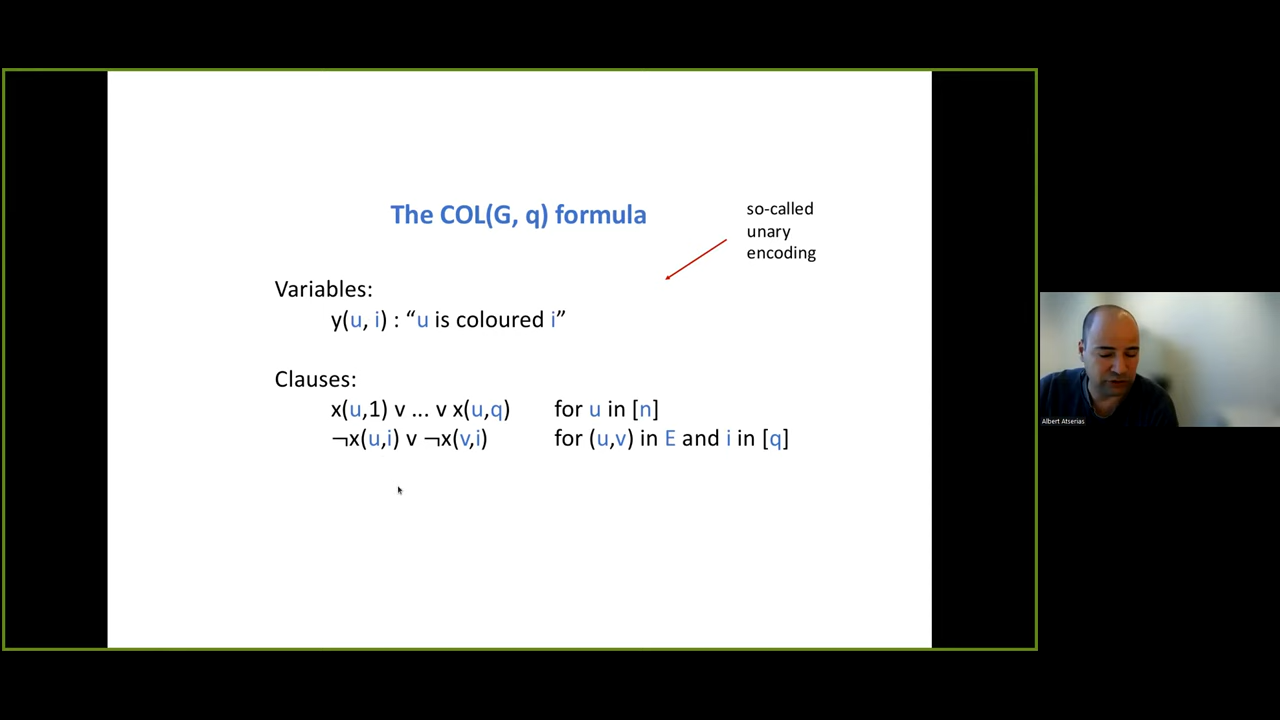 The COL(G, q) formula
so-called
unary
encoding
Variables:
y(u, i) : “u is coloured i”
Clauses:
x(u,1) v ... v x(u,q) for u in [n]
¬x(u,i) v ¬x(v,i) for (u,v) in E and i in [q]
Albert Atserias